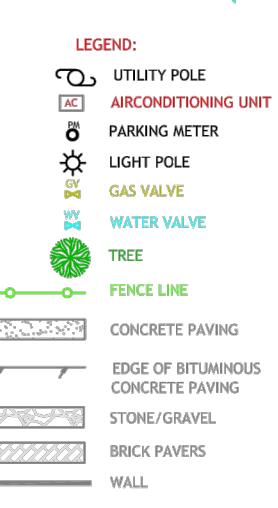 LEGEND:
UTILITY POLE
AC AIRCONDITIONING UNIT
PM PARKING METER
LIGHT POLE
GV GAS VALVE
WV WATER VALVE
TREE
FENCE LINE
CONCRETE PAVING
EDGE OF BITUMINOUS
CONCRETE PAVING
STONE/GRAVEL
BRICK PAVERS
WALL